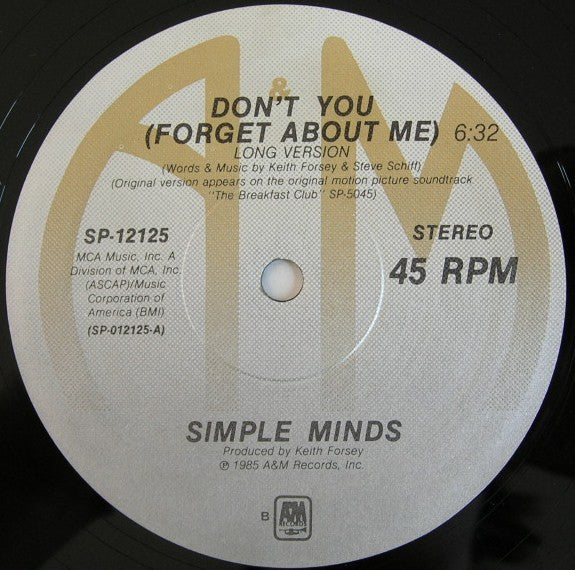 &
DON'T YOU
(FORGET ABOUT ME) 6:32
LONG VERSION
(Words & Music by Keith Forsey & Steve Schiff)
(Original version appears on the original motion picture soundtrack
"The Breakfast Club" SP-5045)
SP-12125
MCA Music, Inc. A
Division of MCA, Inc.
(ASCAP)/Music
Corporation of
America (BMI)
(SP-012125-A)
STEREO
45 RPM
SIMPLE MINDS
Produced by Keith Forsey
℗ 1985 A&M Records, Inc.
B
A&M
RECORDS